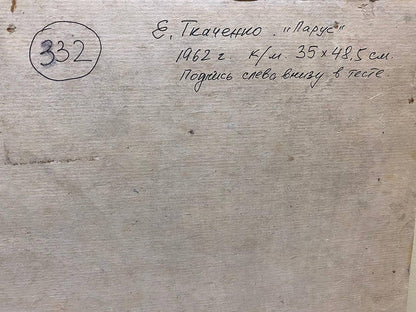 332
Е. Ткаченко. „Парус“
1962 г. к/м. 35 x 48,5 см.
Подпись слева внизу в тесте.